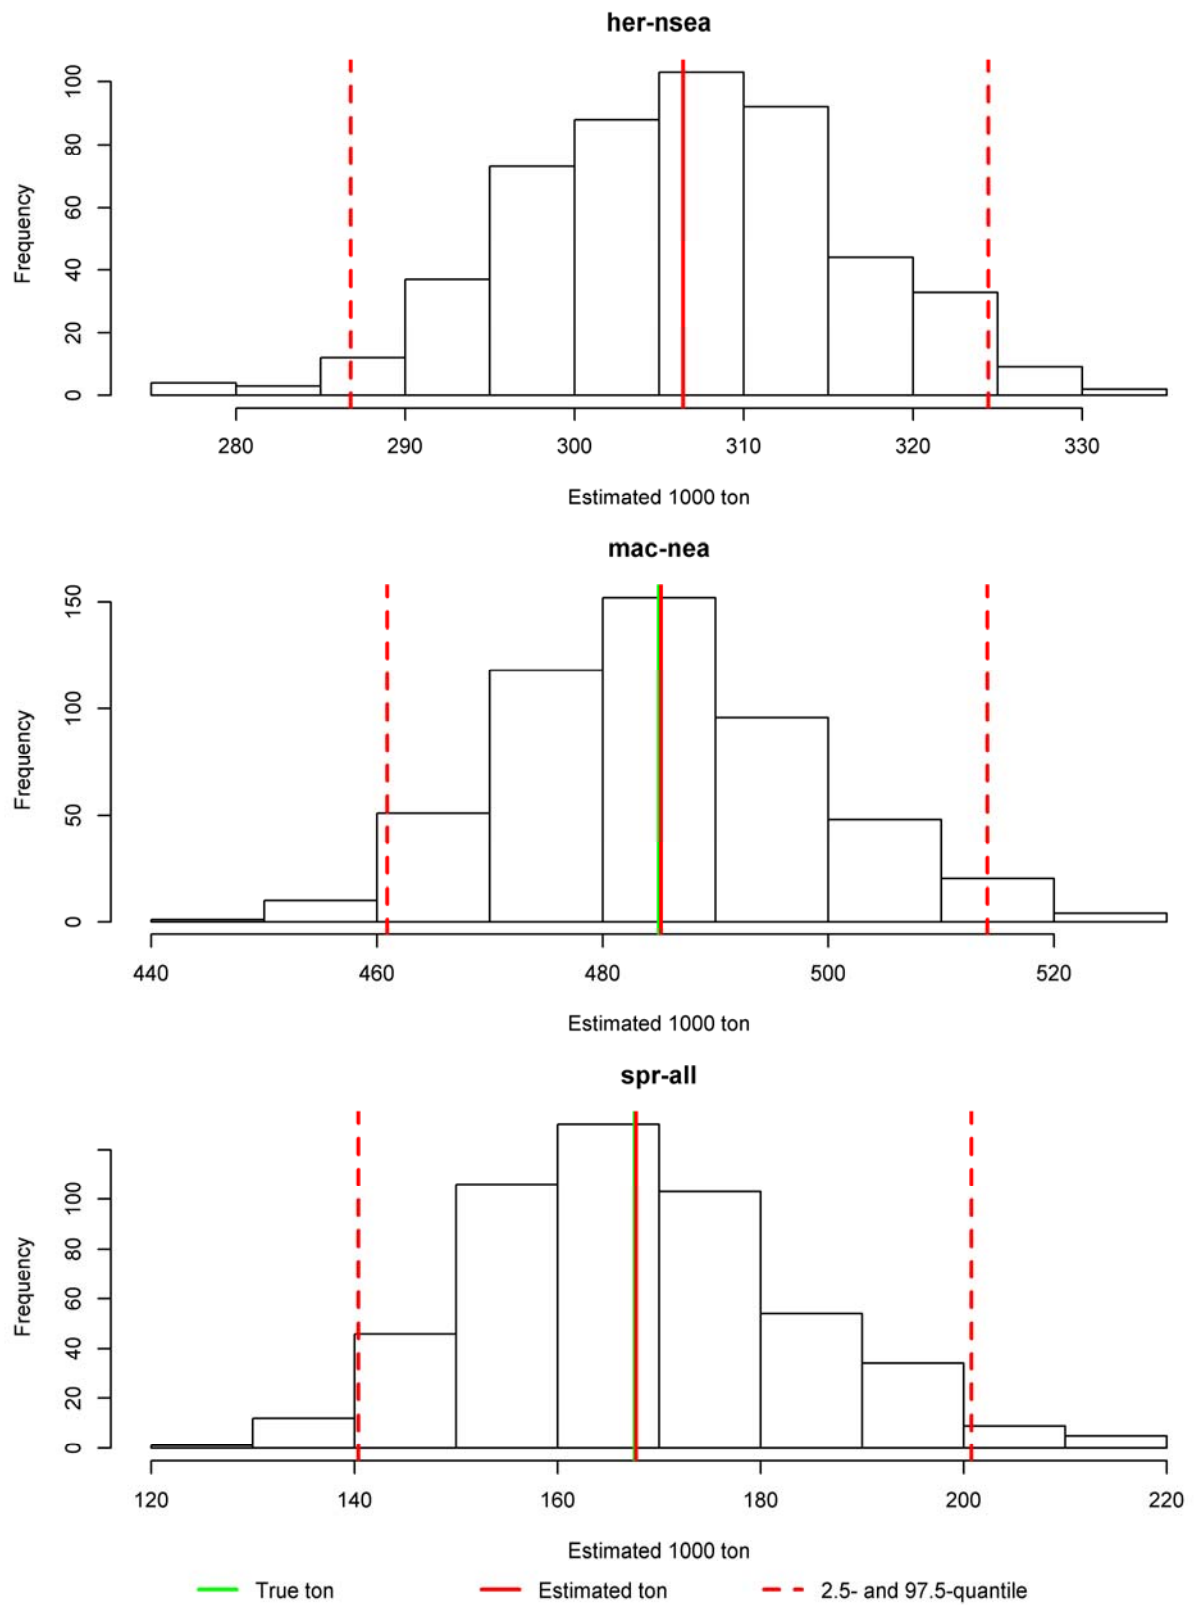 her-nsea
100
80
60
40
20
0
Frequency
280 290 300 310 320 330
Estimated 1000 ton
mac-nea
150
100
50
0
Frequency
440 460 480 500 520
Estimated 1000 ton
spr-all
100
80
60
40
20
0
Frequency
120 140 160 180 200 220
Estimated 1000 ton
True ton Estimated ton 2.5- and 97.5-quantile